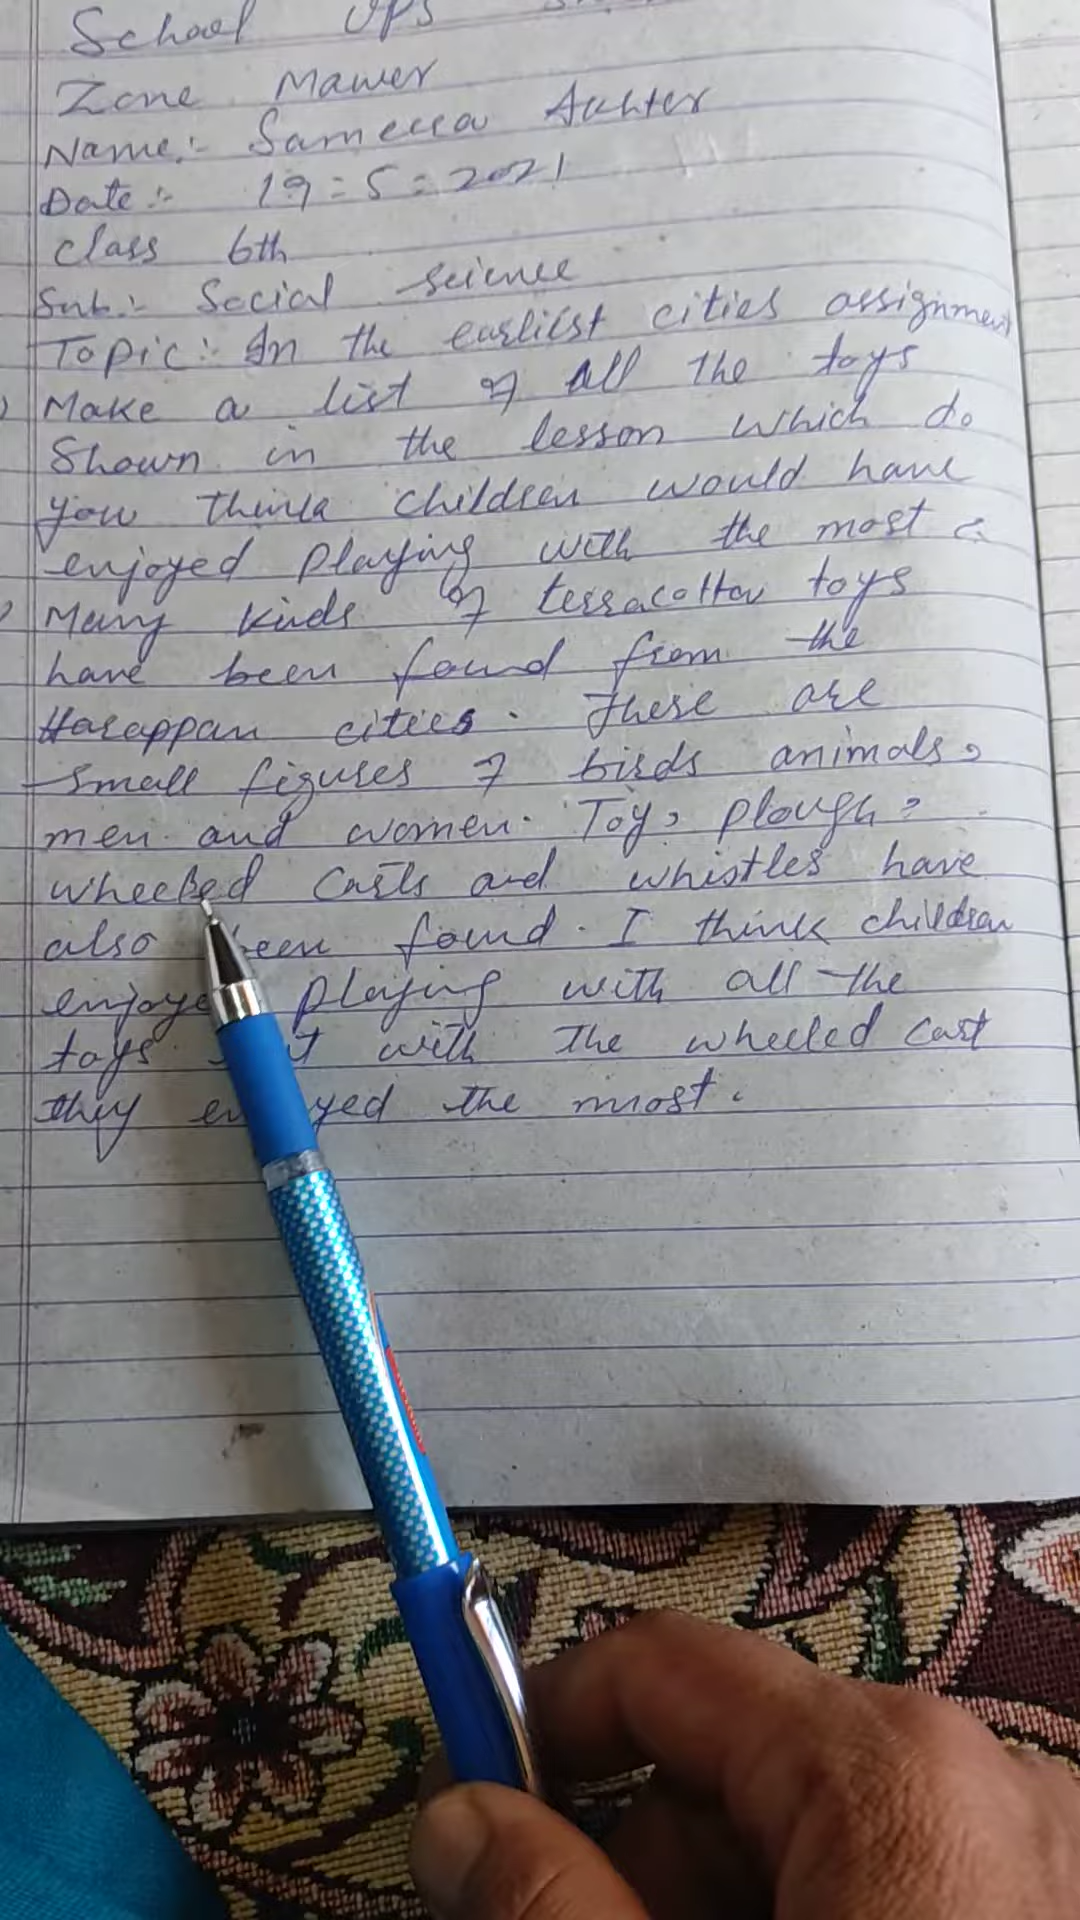 School UPS
Zone Mawer
Name:- Sameera Akhter
Date:- 19=5=2021
Class 6th
Sub:- Social science
Topic:- In the earliest cities assignment
Make a list of all the toys
Shown in the lesson which do
you think children would have
enjoyed playing with the most
Many kinds of terracotta toys
have been found from the
Harappan cities. These are
Small figures of birds animals,
men and women. Toy, plough,
wheeled carts and whistles have
also been found. I think children
enjoye playing with all the
toys with the wheeled cart
they enjoyed the most.